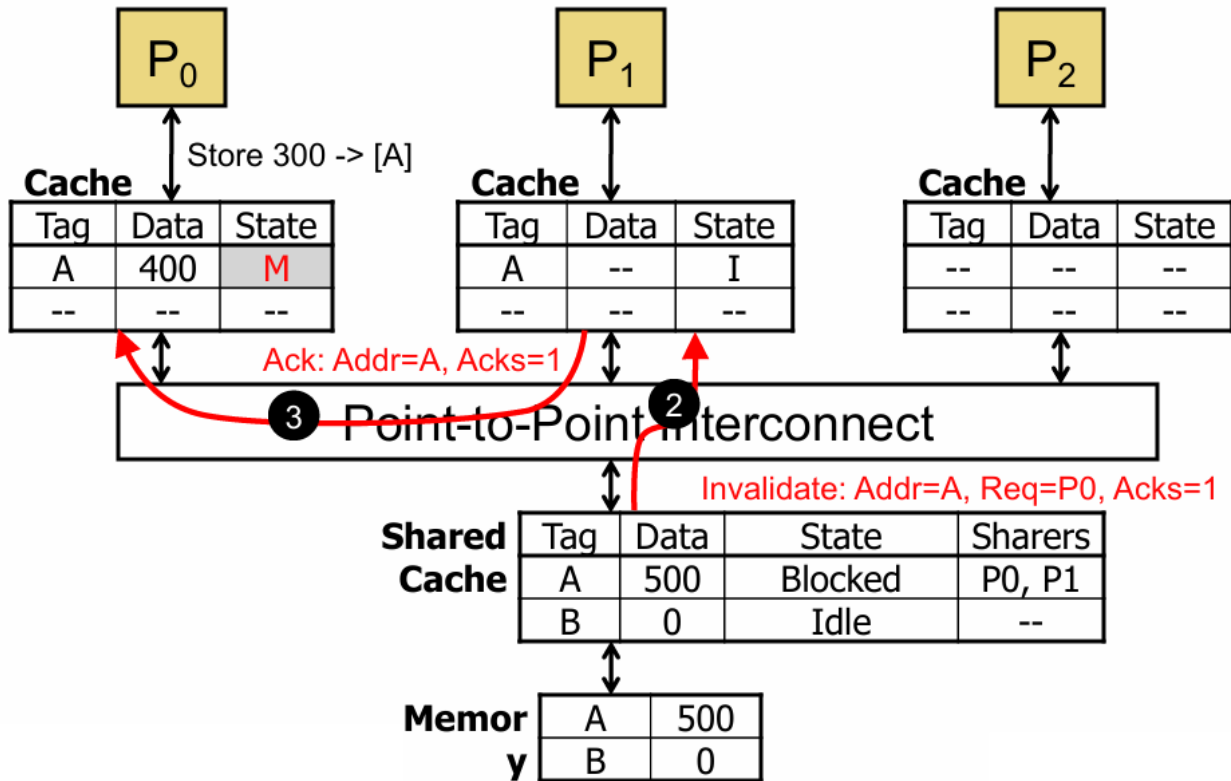 P0 P1 P2
Store 300 -> [A]
Cache Cache Cache
Tag Data State Tag Data State Tag Data State
A 400 M A -- I -- -- --
-- -- -- -- -- -- -- -- --
Ack: Addr=A, Acks=1
3 Point-to-Point Interconnect 2
Invalidate: Addr=A, Req=P0, Acks=1
Shared Tag Data State Sharers
Cache A 500 Blocked P0, P1
B 0 Idle --
Memor A 500
y B 0